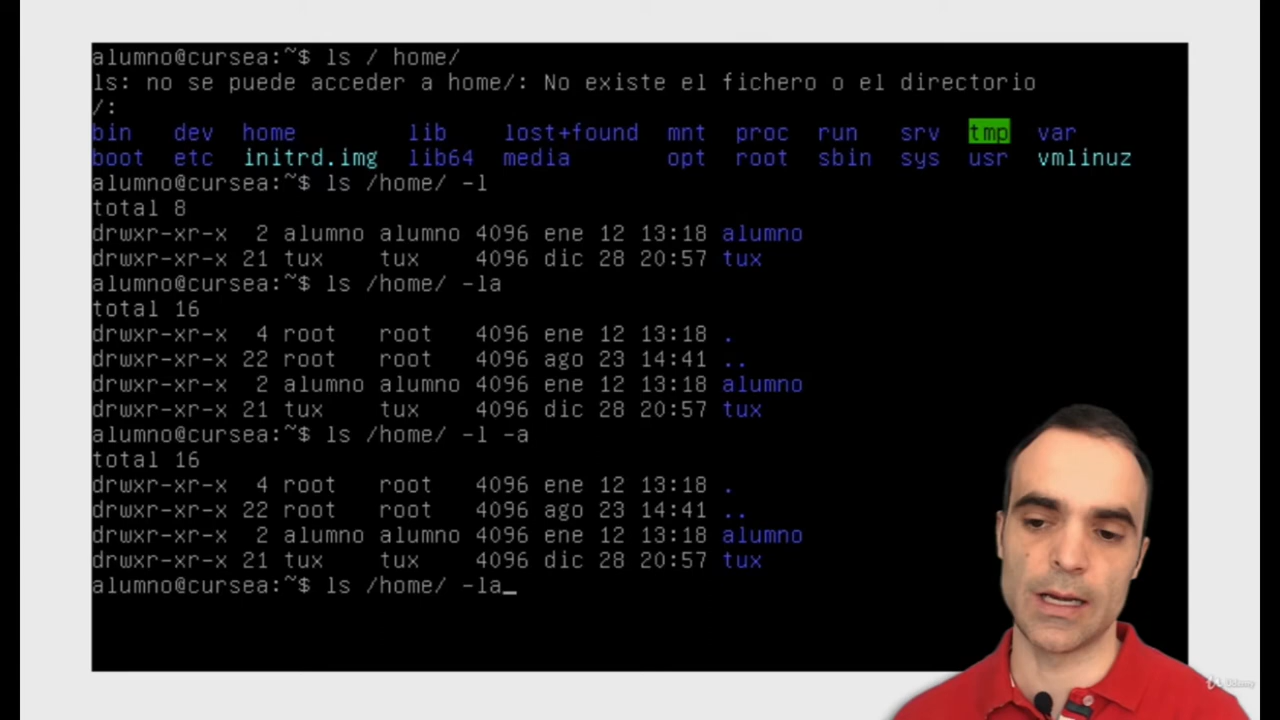 alumno@cursea:~$ ls / home/
ls: no se puede acceder a home/: No existe el fichero o el directorio
/:
bin dev home lib lost+found mnt proc run srv tmp var
boot etc initrd.img lib64 media opt root sbin sys usr vmlinuz
alumno@cursea:~$ ls /home/ -l
total 8
drwxr-xr-x 2 alumno alumno 4096 ene 12 13:18 alumno
drwxr-xr-x 21 tux tux 4096 dic 28 20:57 tux
alumno@cursea:~$ ls /home/ -la
total 16
drwxr-xr-x 4 root root 4096 ene 12 13:18 .
drwxr-xr-x 22 root root 4096 ago 23 14:41 ..
drwxr-xr-x 2 alumno alumno 4096 ene 12 13:18 alumno
drwxr-xr-x 21 tux tux 4096 dic 28 20:57 tux
alumno@cursea:~$ ls /home/ -l -a
total 16
drwxr-xr-x 4 root root 4096 ene 12 13:18 .
drwxr-xr-x 22 root root 4096 ago 23 14:41 ..
drwxr-xr-x 2 alumno alumno 4096 ene 12 13:18 alumno
drwxr-xr-x 21 tux tux 4096 dic 28 20:57 tux
alumno@cursea:~$ ls /home/ -la_
Udemy